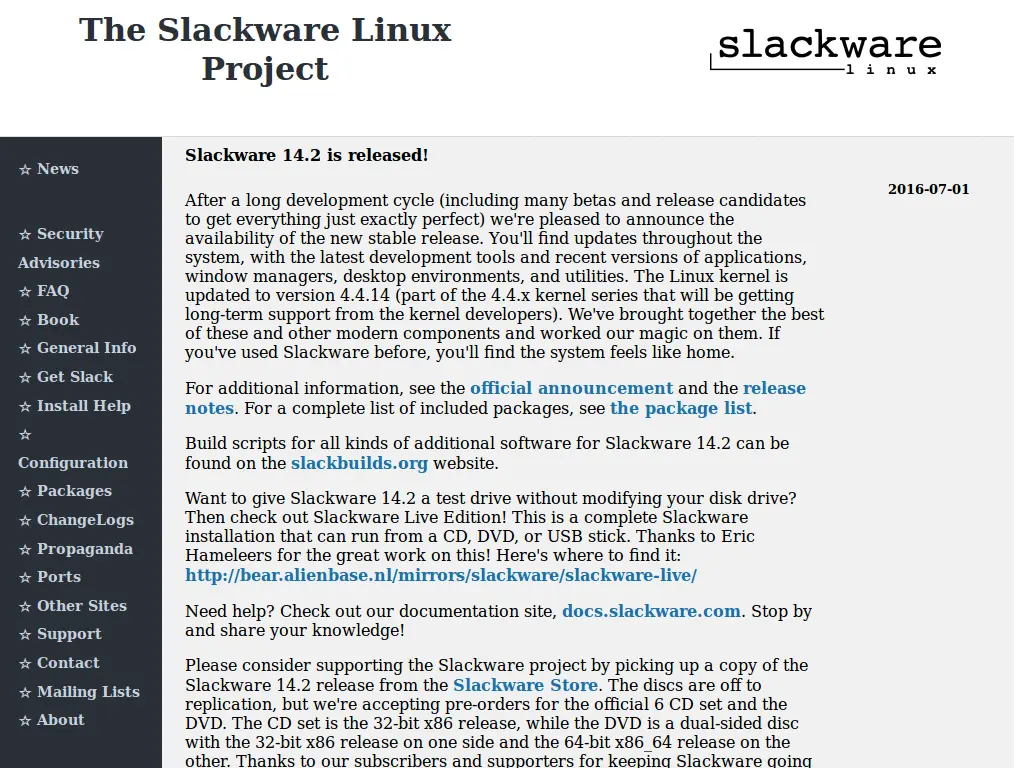 The Slackware Linux
Project
slackware
linux
☆ News
☆ Security
Advisories
☆ FAQ
☆ Book
☆ General Info
☆ Get Slack
☆ Install Help
☆
Configuration
☆ Packages
☆ ChangeLogs
☆ Propaganda
☆ Ports
☆ Other Sites
☆ Support
☆ Contact
☆ Mailing Lists
☆ About
Slackware 14.2 is released!
2016-07-01
After a long development cycle (including many betas and release candidates
to get everything just exactly perfect) we're pleased to announce the
availability of the new stable release. You'll find updates throughout the
system, with the latest development tools and recent versions of applications,
window managers, desktop environments, and utilities. The Linux kernel is
updated to version 4.4.14 (part of the 4.4.x kernel series that will be getting
long-term support from the kernel developers). We've brought together the best
of these and other modern components and worked our magic on them. If
you've used Slackware before, you'll find the system feels like home.
For additional information, see the official announcement and the release
notes. For a complete list of included packages, see the package list.
Build scripts for all kinds of additional software for Slackware 14.2 can be
found on the slackbuilds.org website.
Want to give Slackware 14.2 a test drive without modifying your disk drive?
Then check out Slackware Live Edition! This is a complete Slackware
installation that can run from a CD, DVD, or USB stick. Thanks to Eric
Hameleers for the great work on this! Here's where to find it:
http://bear.alienbase.nl/mirrors/slackware/slackware-live/
Need help? Check out our documentation site, docs.slackware.com. Stop by
and share your knowledge!
Please consider supporting the Slackware project by picking up a copy of the
Slackware 14.2 release from the Slackware Store. The discs are off to
replication, but we're accepting pre-orders for the official 6 CD set and the
DVD. The CD set is the 32-bit x86 release, while the DVD is a dual-sided disc
with the 32-bit x86 release on one side and the 64-bit x86_64 release on the
other. Thanks to our subscribers and supporters for keeping Slackware going